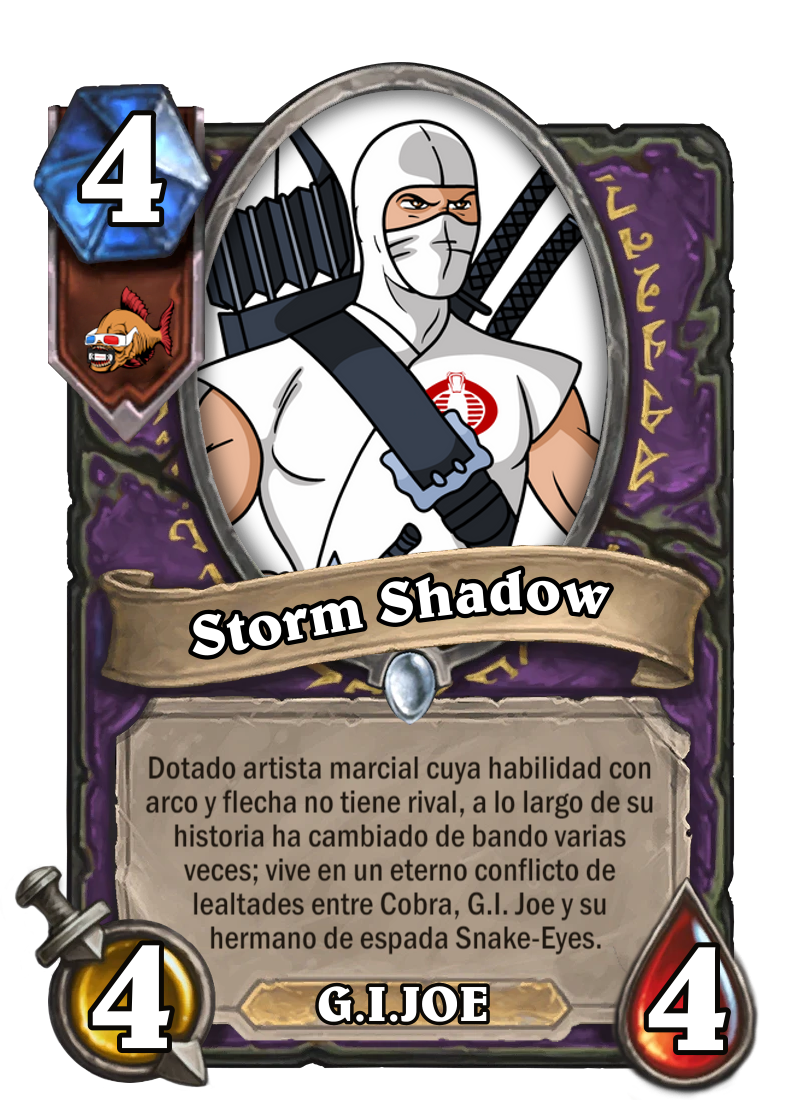 4
Storm Shadow
Dotado artista marcial cuya habilidad con
arco y flecha no tiene rival, a lo largo de su
historia ha cambiado de bando varias
veces; vive en un eterno conflicto de
lealtades entre Cobra, G.I. Joe y su
hermano de espada Snake-Eyes.
4
G.I.JOE
4